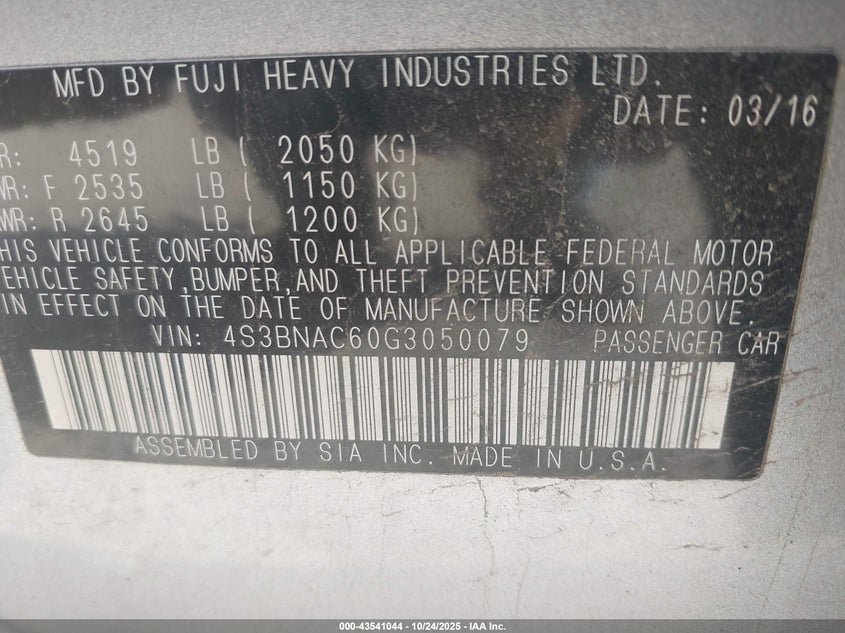 MFD BY FUJI HEAVY INDUSTRIES LTD.
DATE: 03/16
R: 4519 LB ( 2050 KG)
WR: F 2535 LB ( 1150 KG)
WR: R 2645 LB ( 1200 KG)
HIS VEHICLE CONFORMS TO ALL APPLICABLE FEDERAL MOTOR
EHICLE SAFETY,BUMPER,AND THEFT PREVENTION STANDARDS
IN EFFECT ON THE DATE OF MANUFACTURE SHOWN ABOVE.
VIN: 4S3BNAC60G3050079 PASSENGER CAR
ASSEMBLED BY SIA INC. MADE IN U.S.A.
000-43541044 | 10/24/2025 - IAA Inc.